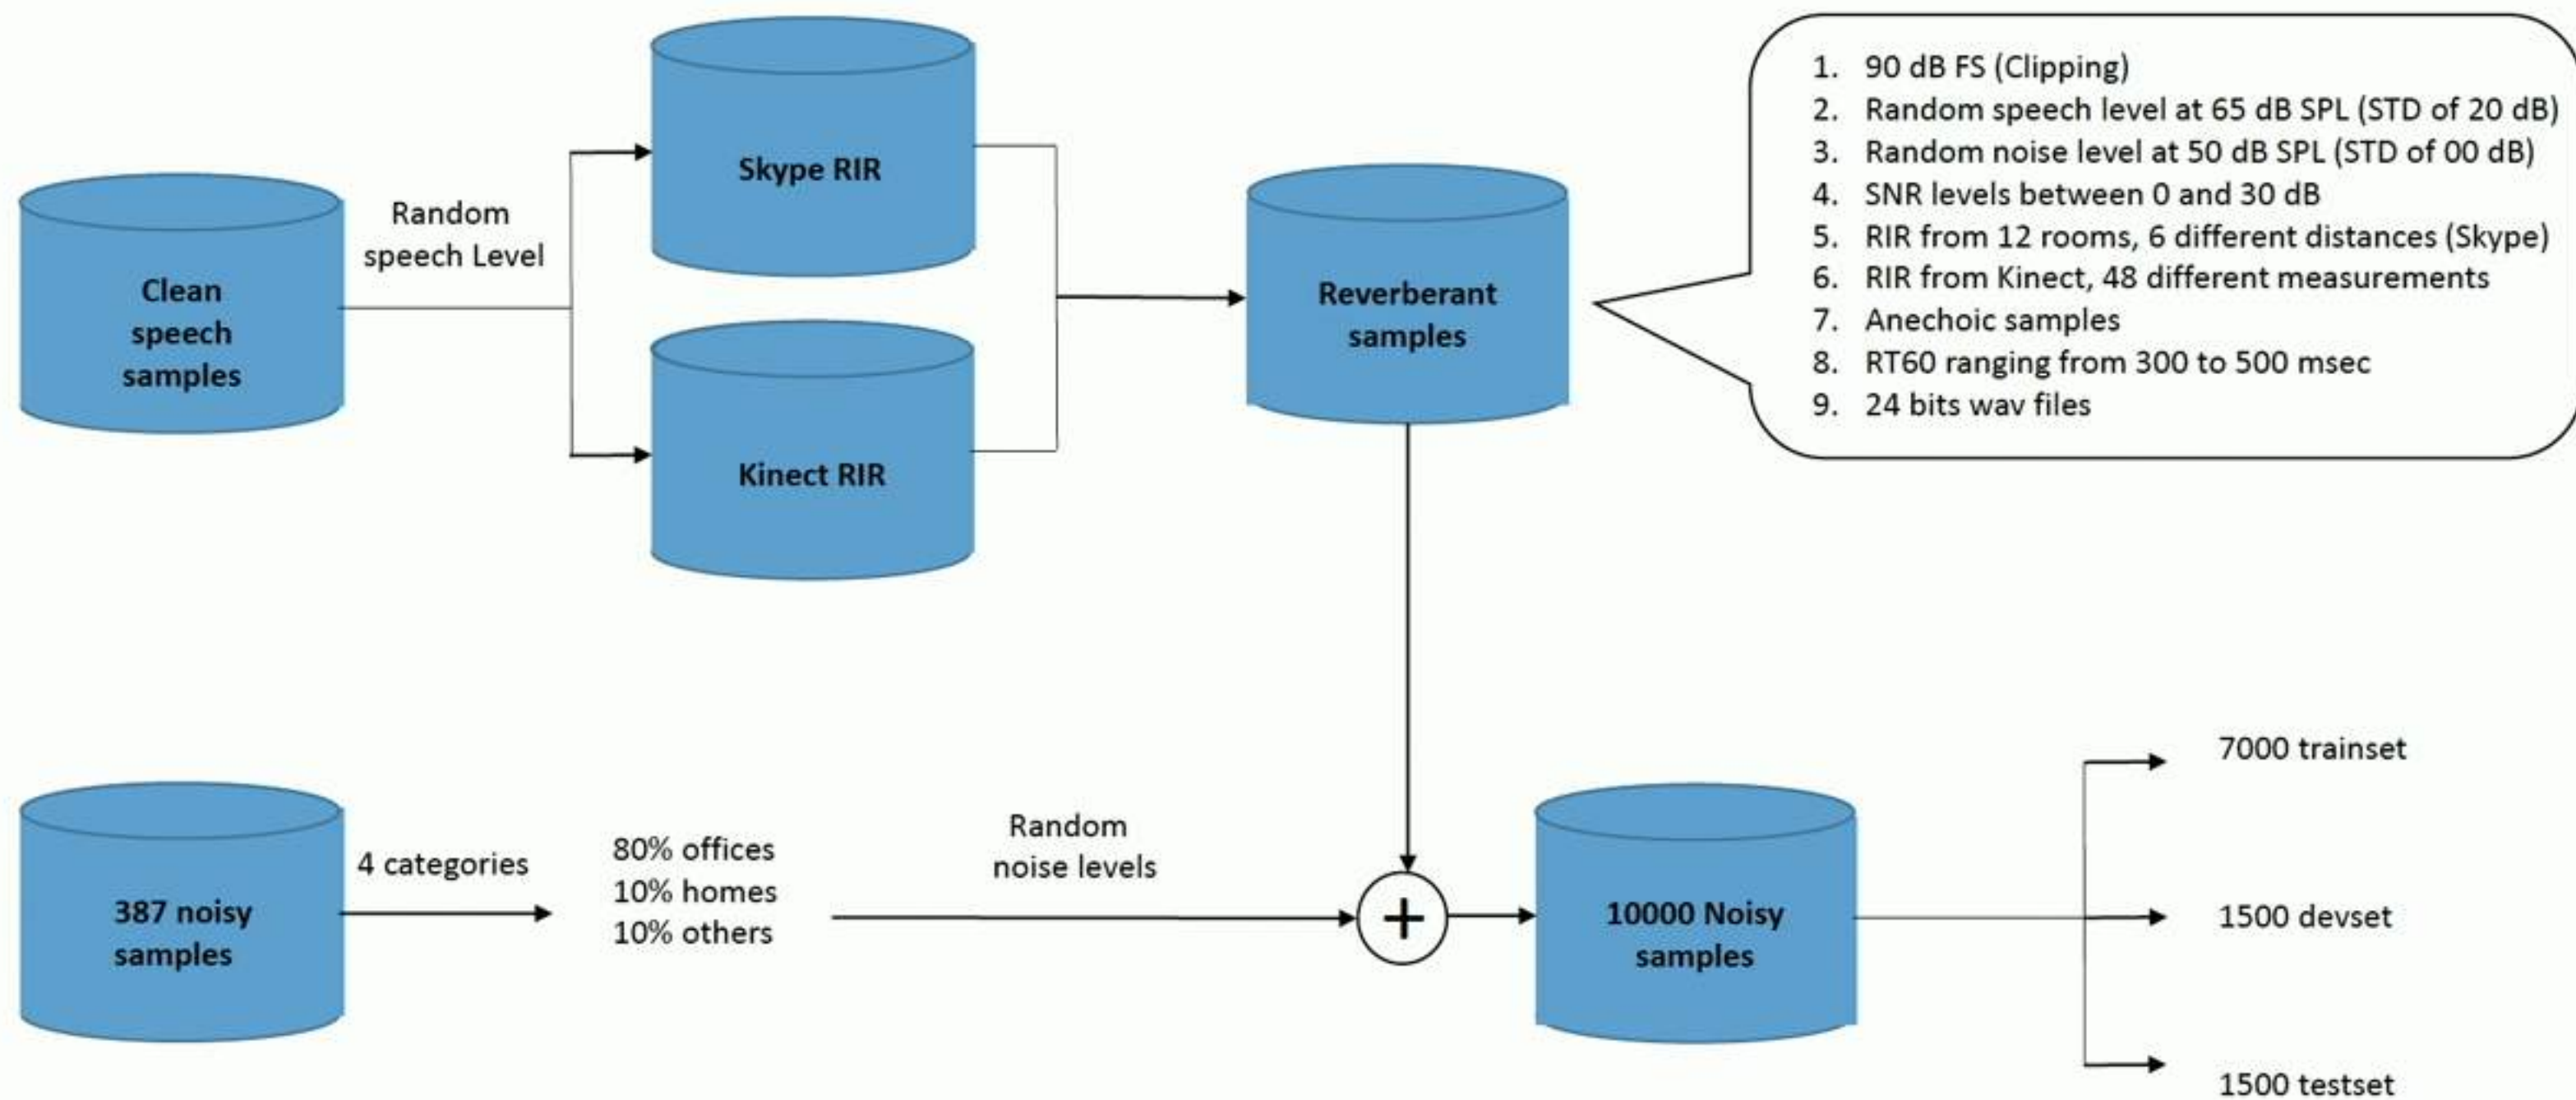 Clean
speech
samples
Random
speech Level
Skype RIR
Kinect RIR
Reverberant
samples
1. 90 dB FS (Clipping)
2. Random speech level at 65 dB SPL (STD of 20 dB)
3. Random noise level at 50 dB SPL (STD of 00 dB)
4. SNR levels between 0 and 30 dB
5. RIR from 12 rooms, 6 different distances (Skype)
6. RIR from Kinect, 48 different measurements
7. Anechoic samples
8. RT60 ranging from 300 to 500 msec
9. 24 bits wav files
387 noisy
samples
4 categories
80% offices
10% homes
10% others
Random
noise levels
+
10000 Noisy
samples
7000 trainset
1500 devset
1500 testset